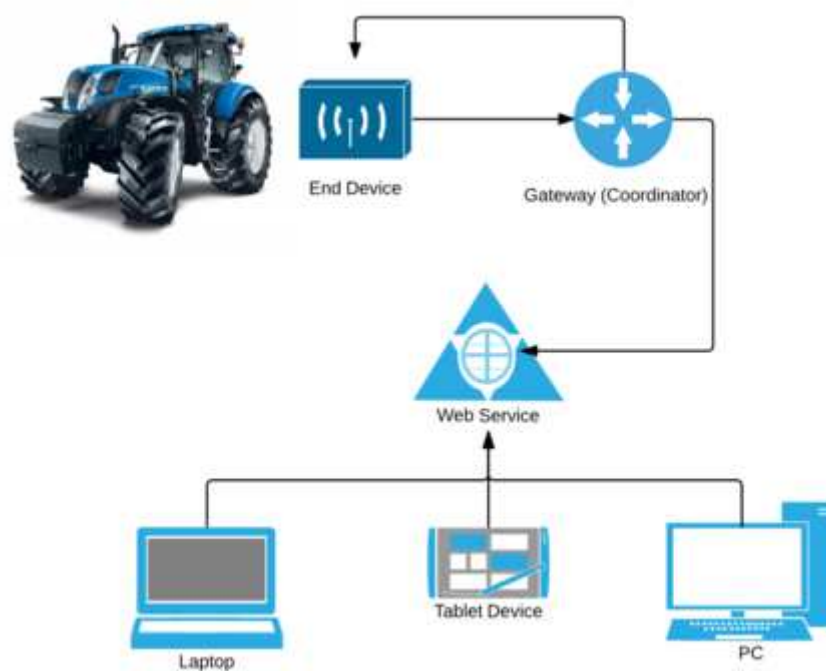 End Device
Gateway (Coordinator)
Web Service
Tablet Device
PC
Laptop